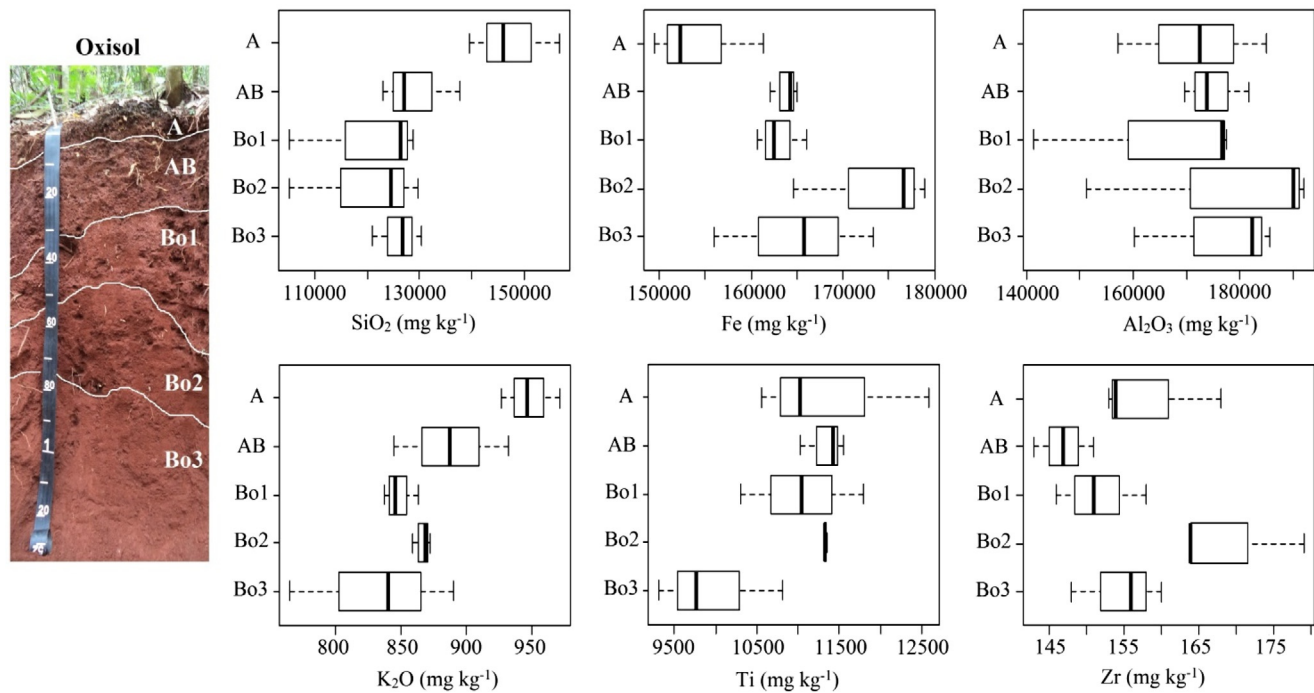 Oxisol
A
AB
Bo1
Bo2
Bo3
20
40
60
80
1
20
A
AB
Bo1
Bo2
Bo3
110000 130000 150000
SiO₂ (mg kg⁻¹)
A
AB
Bo1
Bo2
Bo3
150000 160000 170000 180000
Fe (mg kg⁻¹)
A
AB
Bo1
Bo2
Bo3
140000 160000 180000
Al₂O₃ (mg kg⁻¹)
A
AB
Bo1
Bo2
Bo3
800 850 900 950
K₂O (mg kg⁻¹)
A
AB
Bo1
Bo2
Bo3
9500 10500 11500 12500
Ti (mg kg⁻¹)
A
AB
Bo1
Bo2
Bo3
145 155 165 175
Zr (mg kg⁻¹)